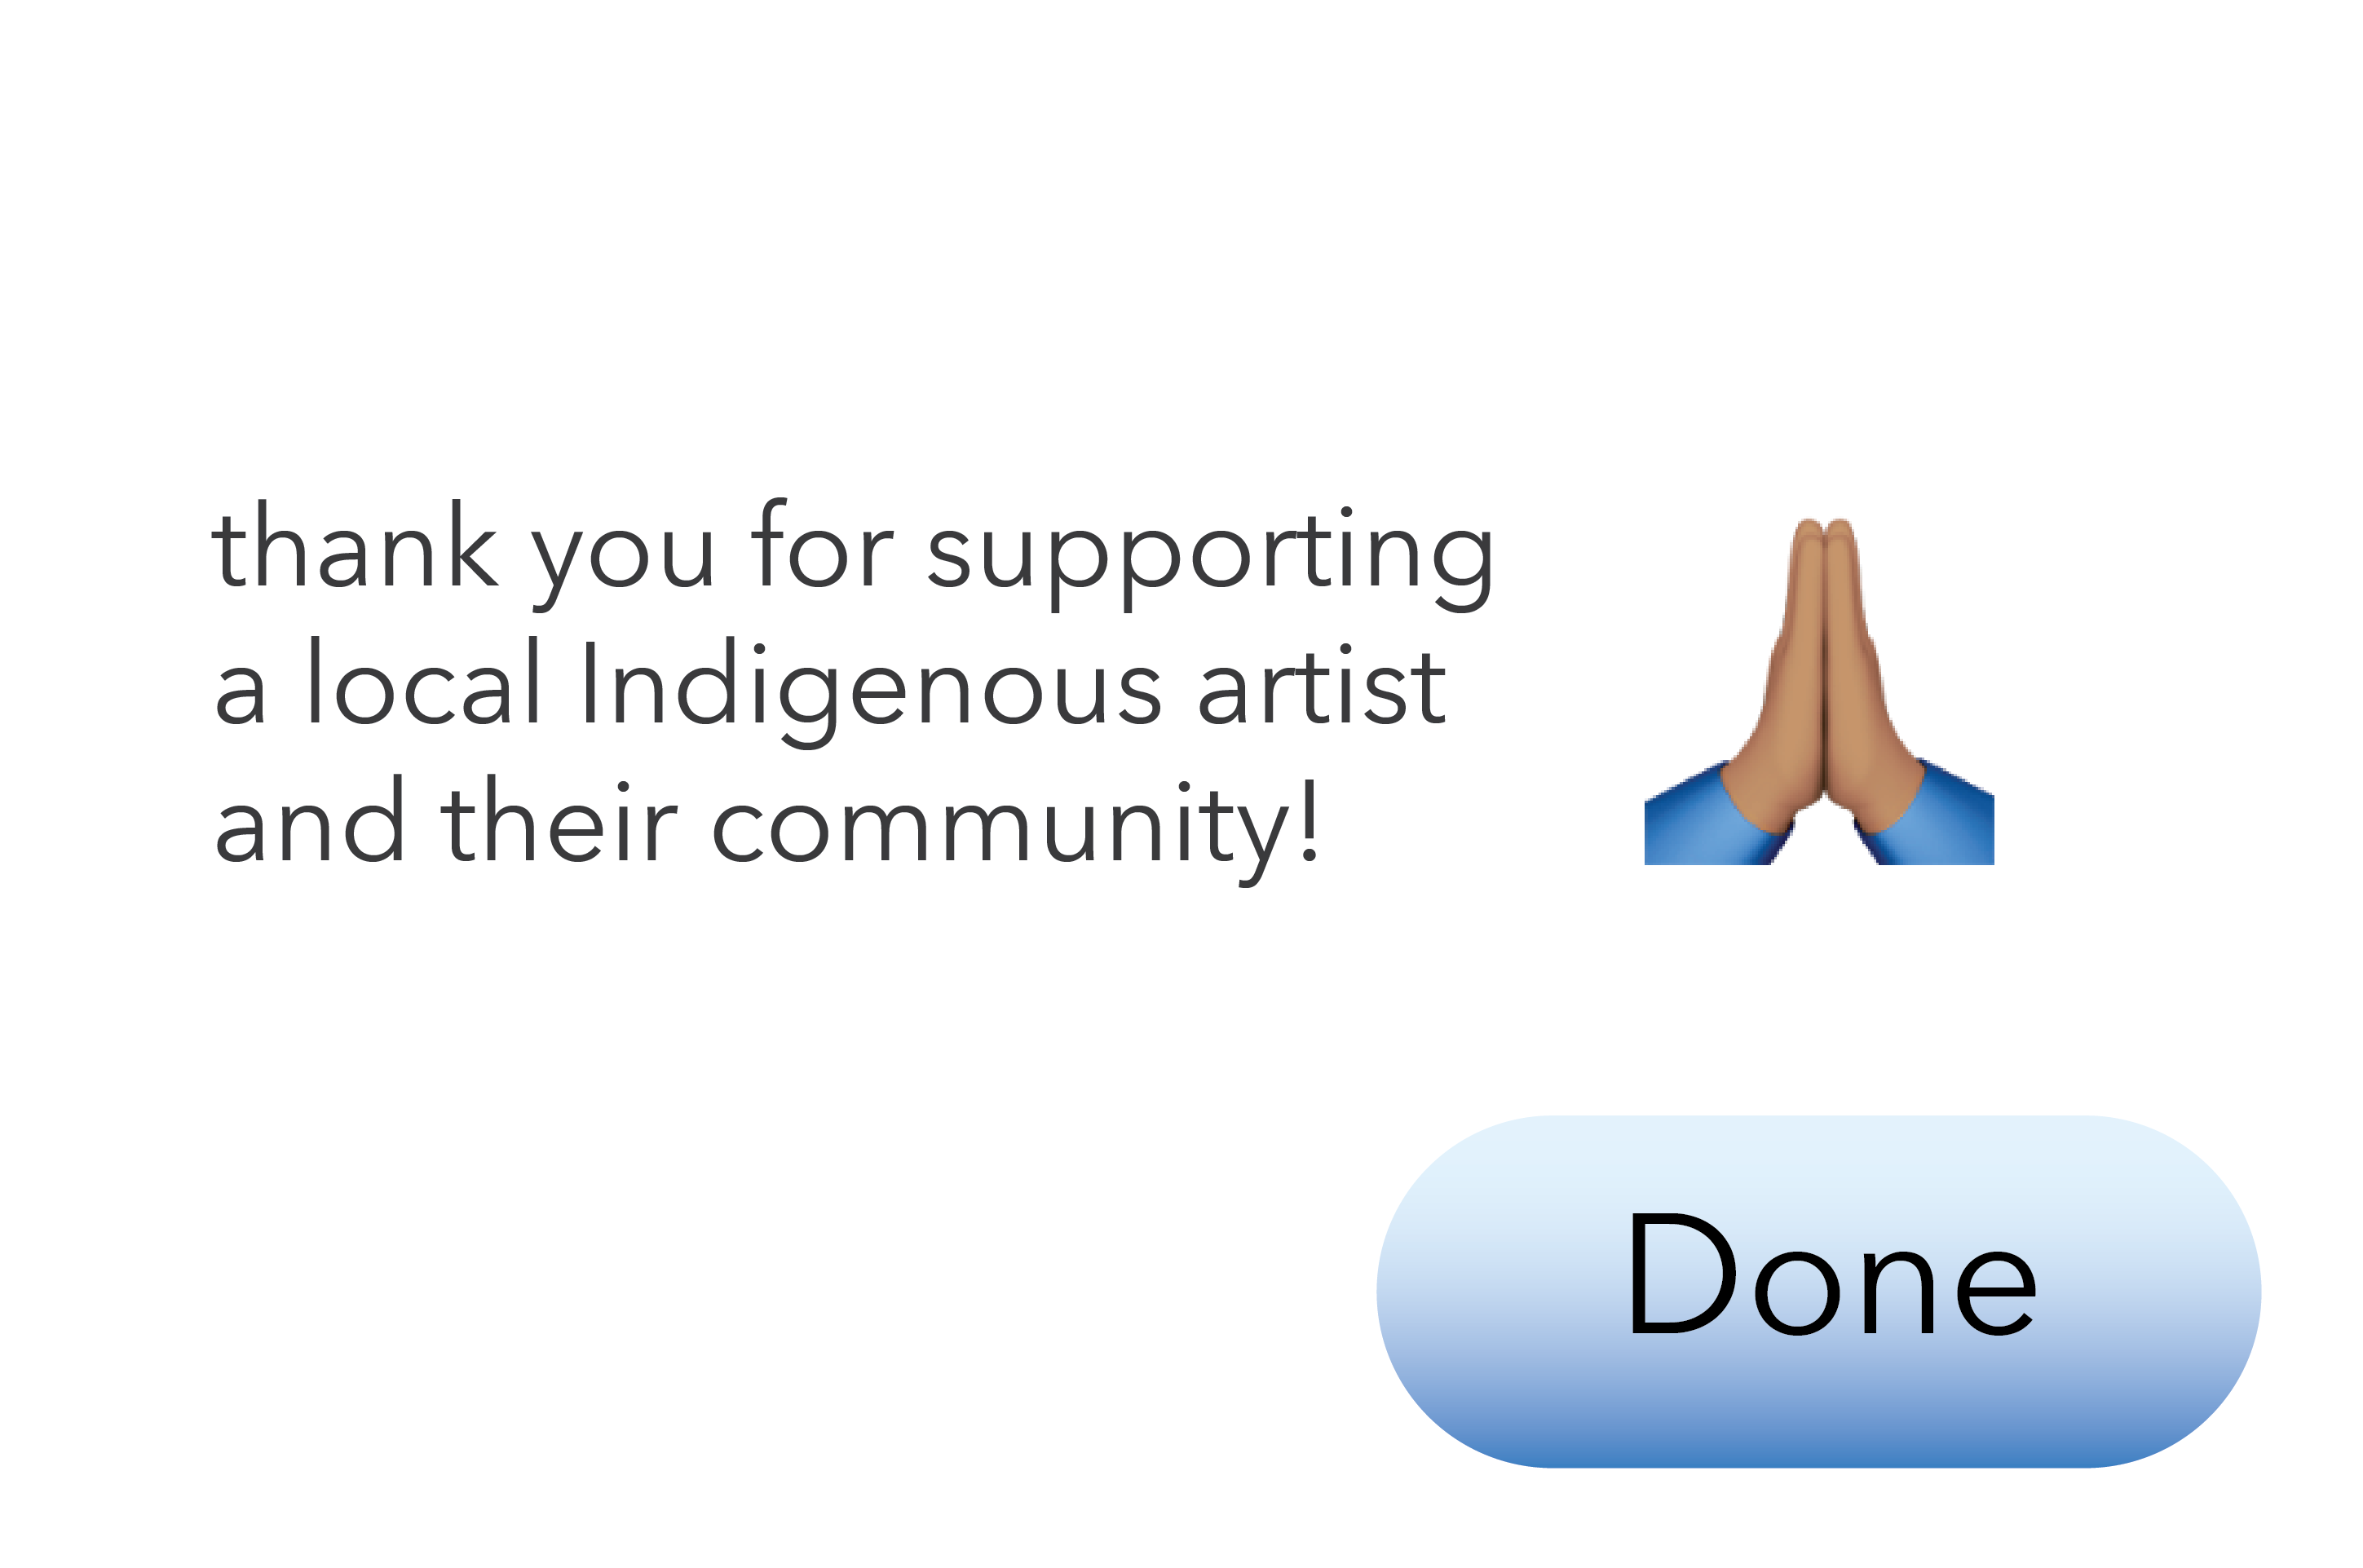 thank you for supporting
a local Indigenous artist
and their community!
Done